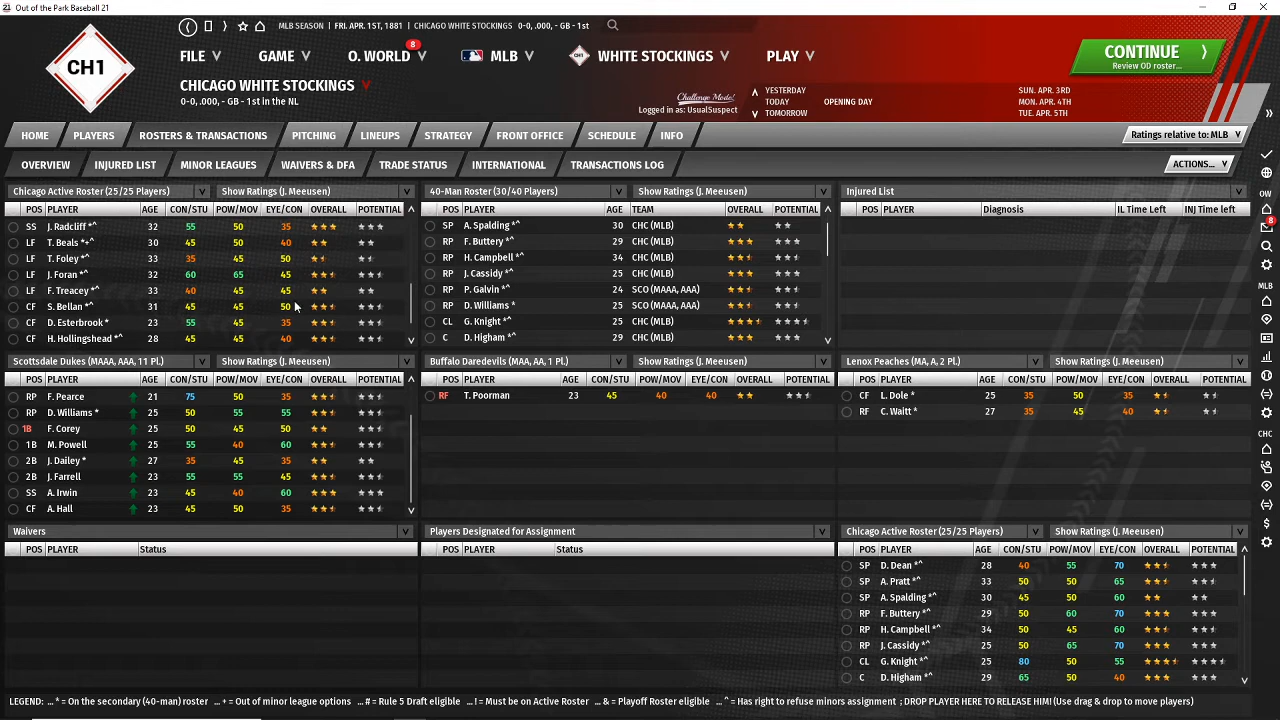 Out of the Park Baseball 21
MLB SEASON | FRI. APR. 1ST, 1881 | CHICAGO WHITE STOCKINGS 0-0, .000, - GB - 1st
CH1
FILE GAME O. WORLD 8 MLB CH1 WHITE STOCKINGS PLAY
CONTINUE
Review OD roster...
CHICAGO WHITE STOCKINGS
0-0, .000, - GB - 1st in the NL
Challenge Mode!
Logged in as: UsualSuspect
YESTERDAY
TODAY
TOMORROW
OPENING DAY
SUN. APR. 3RD
MON. APR. 4TH
TUE. APR. 5TH
HOME PLAYERS ROSTERS & TRANSACTIONS PITCHING LINEUPS STRATEGY FRONT OFFICE SCHEDULE INFO
Ratings relative to: MLB
OVERVIEW INJURED LIST MINOR LEAGUES WAIVERS & DFA TRADE STATUS INTERNATIONAL TRANSACTIONS LOG
ACTIONS...
Chicago Active Roster (25/25 Players) Show Ratings (J. Meeusen)
POS PLAYER AGE CON/STU POW/MOV EYE/CON OVERALL POTENTIAL
SS J. Radcliff *^ 32 55 50 35
LF T. Beals *+^ 30 45 50 40
LF T. Foley *^ 33 35 45 50
LF J. Foran *^ 32 60 65 45
LF F. Treacey *^ 33 40 45 45
CF S. Bellan *^ 31 45 45 50
CF D. Esterbrook * 23 55 45 35
CF H. Hollingshead *^ 28 45 45 40
40-Man Roster (30/40 Players) Show Ratings (J. Meeusen)
POS PLAYER AGE TEAM OVERALL POTENTIAL
SP A. Spalding *^ 30 CHC (MLB)
RP F. Buttery *^ 29 CHC (MLB)
RP H. Campbell *^ 34 CHC (MLB)
RP J. Cassidy *^ 25 CHC (MLB)
RP P. Galvin *^ 24 SCO (MAAA, AAA)
RP D. Williams * 25 SCO (MAAA, AAA)
CL G. Knight *^ 25 CHC (MLB)
C D. Higham *^ 29 CHC (MLB)
Injured List
POS PLAYER Diagnosis IL Time Left INJ Time left
Scottsdale Dukes (MAAA, AAA, 11 Pl.) Show Ratings (J. Meeusen)
POS PLAYER AGE CON/STU POW/MOV EYE/CON OVERALL POTENTIAL
RP F. Pearce 21 75 50 35
RP D. Williams * 25 50 55 55
1B F. Corey 25 50 45 50
1B M. Powell 25 55 40 60
2B J. Dailey * 27 35 45 35
2B J. Farrell 23 55 55 45
SS A. Irwin 23 45 40 60
CF A. Hall 23 45 50 35
Buffalo Daredevils (MAA, AA, 1 Pl.) Show Ratings (J. Meeusen)
POS PLAYER AGE CON/STU POW/MOV EYE/CON OVERALL POTENTIAL
RF T. Poorman 23 45 40 40
Lenox Peaches (MA, A, 2 Pl.) Show Ratings (J. Meeusen)
POS PLAYER AGE CON/STU POW/MOV EYE/CON OVERALL POTENTIAL
CF L. Dole * 25 35 50 35
RF C. Waitt * 27 35 45 40
Waivers
POS PLAYER Status
Players Designated for Assignment
POS PLAYER Status
Chicago Active Roster (25/25 Players) Show Ratings (J. Meeusen)
POS PLAYER AGE CON/STU POW/MOV EYE/CON OVERALL POTENTIAL
SP D. Dean *^ 28 40 55 70
SP A. Pratt *^ 33 50 50 65
SP A. Spalding *^ 30 45 50 60
RP F. Buttery *^ 29 50 60 70
RP H. Campbell *^ 34 50 45 60
RP J. Cassidy *^ 25 50 65 70
CL G. Knight *^ 25 80 50 55
C D. Higham *^ 29 65 50 40
OW
8
MLB
CHC
LEGEND: ... * = On the secondary (40-man) roster ... + = Out of minor league options ... # = Rule 5 Draft eligible ... ! = Must be on Active Roster ... & = Playoff Roster eligible ... ^ = Has right to refuse minors assignment ; DROP PLAYER HERE TO RELEASE HIM! (Use drag & drop to move players)